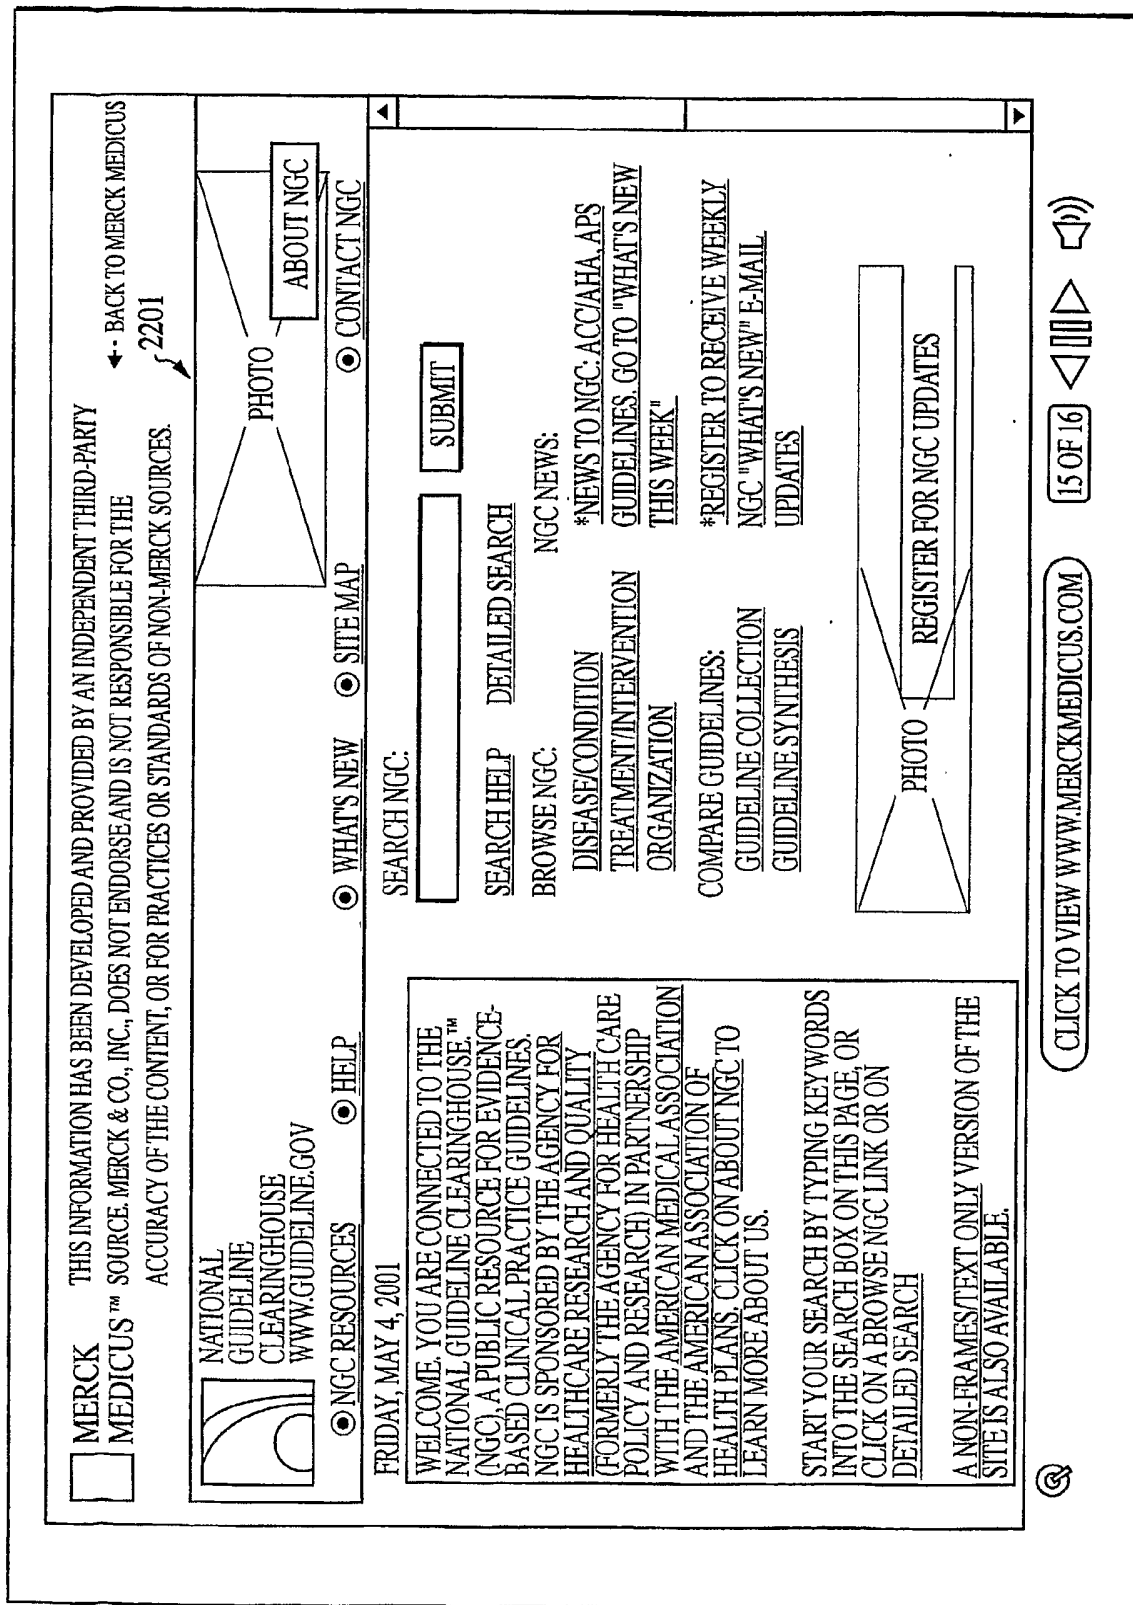 MERCK
MEDICUS™
THIS INFORMATION HAS BEEN DEVELOPED AND PROVIDED BY AN INDEPENDENT THIRD-PARTY
SOURCE. MERCK & CO., INC., DOES NOT ENDORSE AND IS NOT RESPONSIBLE FOR THE
ACCURACY OF THE CONTENT, OR FOR PRACTICES OR STANDARDS OF NON-MERCK SOURCES.
BACK TO MERCK MEDICUS
2201
NATIONAL
GUIDELINE
CLEARINGHOUSE
WWW.GUIDELINE.GOV
PHOTO
ABOUT NGC
NGC RESOURCES
HELP
WHAT'S NEW
SITE MAP
CONTACT NGC
FRIDAY, MAY 4, 2001
WELCOME. YOU ARE CONNECTED TO THE
NATIONAL GUIDELINE CLEARINGHOUSE.™
(NGC), A PUBLIC RESOURCE FOR EVIDENCE-
BASED CLINICAL PRACTICE GUIDELINES.
NGC IS SPONSORED BY THE AGENCY FOR
HEALTHCARE RESEARCH AND QUALITY
(FORMERLY THE AGENCY FOR HEALTH CARE
POLICY AND RESEARCH) IN PARTNERSHIP
WITH THE AMERICAN MEDICAL ASSOCIATION
AND THE AMERICAN ASSOCIATION OF
HEALTH PLANS. CLICK ON ABOUT NGC TO
LEARN MORE ABOUT US.
START YOUR SEARCH BY TYPING KEYWORDS
INTO THE SEARCH BOX ON THIS PAGE, OR
CLICK ON A BROWSE NGC LINK OR ON
DETAILED SEARCH
A NON-FRAMES/TEXT ONLY VERSION OF THE
SITE IS ALSO AVAILABLE.
SEARCH NGC:
SUBMIT
SEARCH HELP
DETAILED SEARCH
BROWSE NGC:
DISEASE/CONDITION
TREATMENT/INTERVENTION
ORGANIZATION
COMPARE GUIDELINES:
GUIDELINE COLLECTION
GUIDELINE SYNTHESIS
NGC NEWS:
*NEWS TO NGC: ACC/AHA, APS
GUIDELINES. GO TO "WHAT'S NEW
THIS WEEK"
*REGISTER TO RECEIVE WEEKLY
NGC "WHAT'S NEW" E-MAIL
UPDATES
PHOTO
REGISTER FOR NGC UPDATES
CLICK TO VIEW WWW.MERCKMEDICUS.COM
15 OF 16